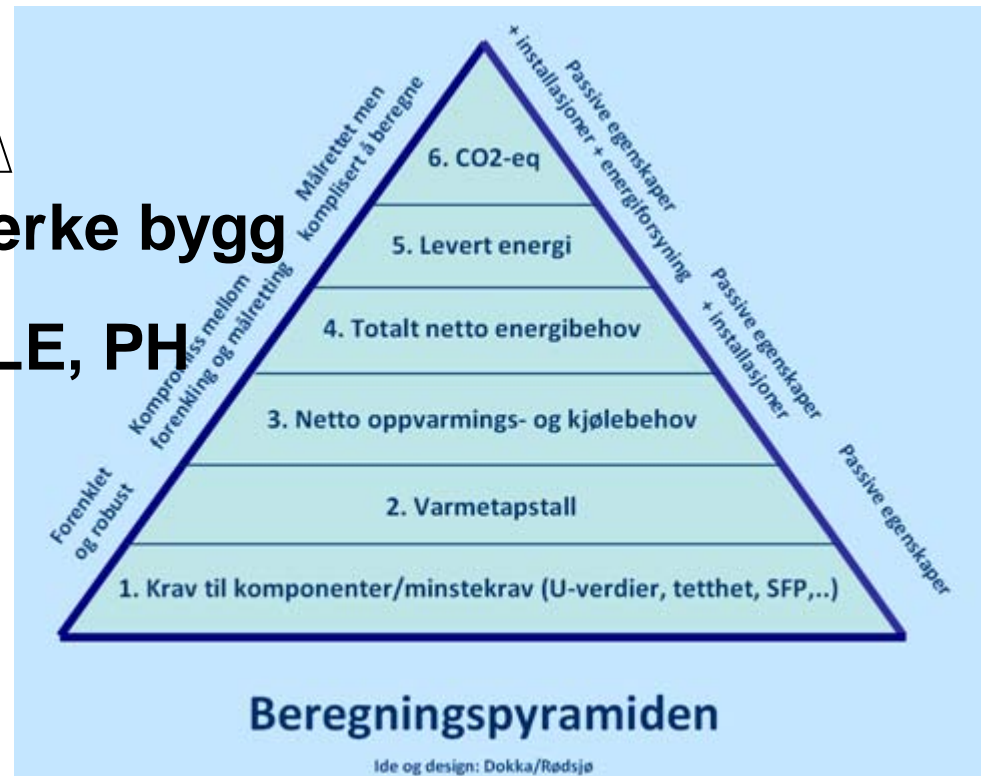 + installasjoner + energiforsyning
Passive egenskaper
Målrettet men
komplisert å beregne
6. CO2-eq
erke bygg
5. Levert energi
LE, PH
Kompromiss mellom
forenkling og målretting
4. Totalt netto energibehov
Passive egenskaper
+ installasjoner
3. Netto oppvarmings- og kjølebehov
Forenklet
og robust
2. Varmetapstall
Passive egenskaper
1. Krav til komponenter/minstekrav (U-verdier, tetthet, SFP,..)
Beregningspyramiden
Ide og design: Dokka/Rødsjø